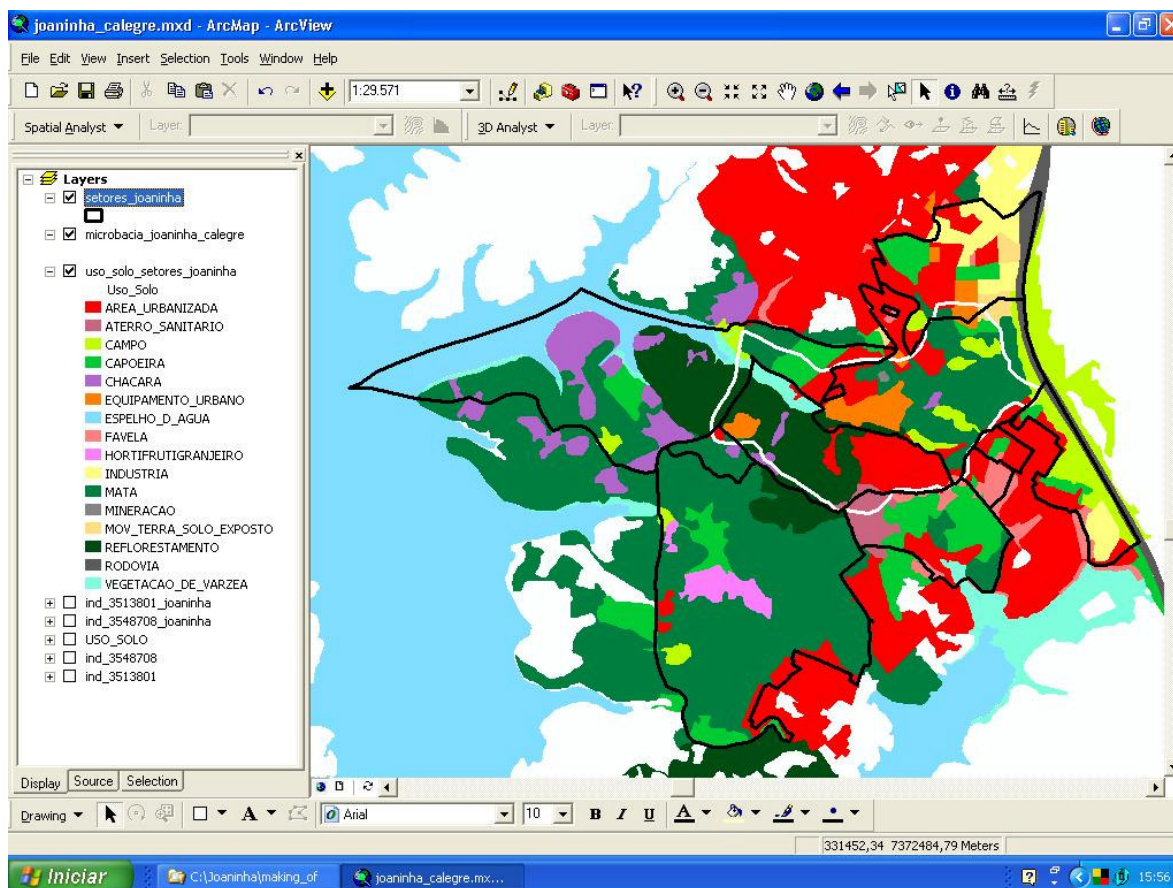 joaninha_calegre.mxd - ArcMap - ArcView
File Edit View Insert Selection Tools Window Help
1:29.571
Spatial Analyst Layer: 3D Analyst Layer:
Layers
setores_joaninha
microbacia_joaninha_calegre
uso_solo_setores_joaninha
Uso_Solo
AREA_URBANIZADA
ATERRO_SANITARIO
CAMPO
CAPOEIRA
CHACARA
EQUIPAMENTO_URBANO
ESPELHO_D_AGUA
FAVELA
HORTIFRUTIGRANJEIRO
INDUSTRIA
MATA
MINERACAO
MOV_TERRA_SOLO_EXPOSTO
REFLORESTAMENTO
RODOVIA
VEGETACAO_DE_VARZEA
ind_3513801_joaninha
ind_3548708_joaninha
USO_SOLO
ind_3548708
ind_3513801
Display Source Selection
Drawing A Arial 10 B I U A
331452,34 7372484,79 Meters
Iniciar C:\Joaninha\making_of joaninha_calegre.mx... 15:56